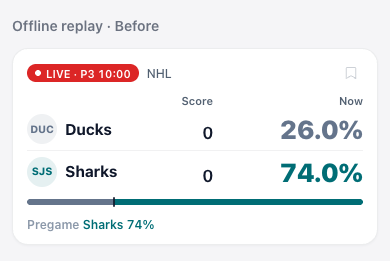 Offline replay · Before
LIVE · P3 10:00 NHL
Score Now
DUC Ducks 0 26.0%
SJS Sharks 0 74.0%
Pregame Sharks 74%